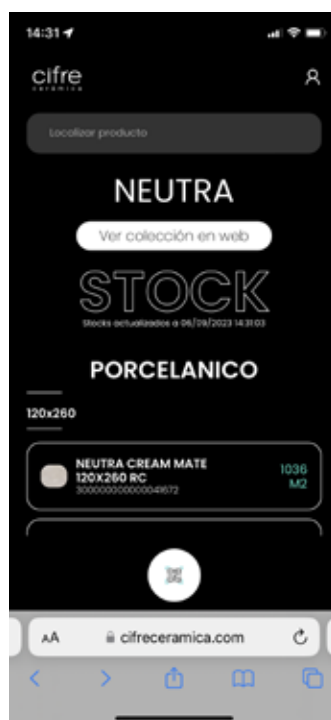 14:31
cifre
cerámica
Localizar producto
NEUTRA
Ver colección en web
STOCK
Stocks actualizados a 06/09/2023 14:31:03
PORCELANICO
120x260
NEUTRA CREAM MATE
120X260 RC
1036
M2
AA
cifreceramica.com